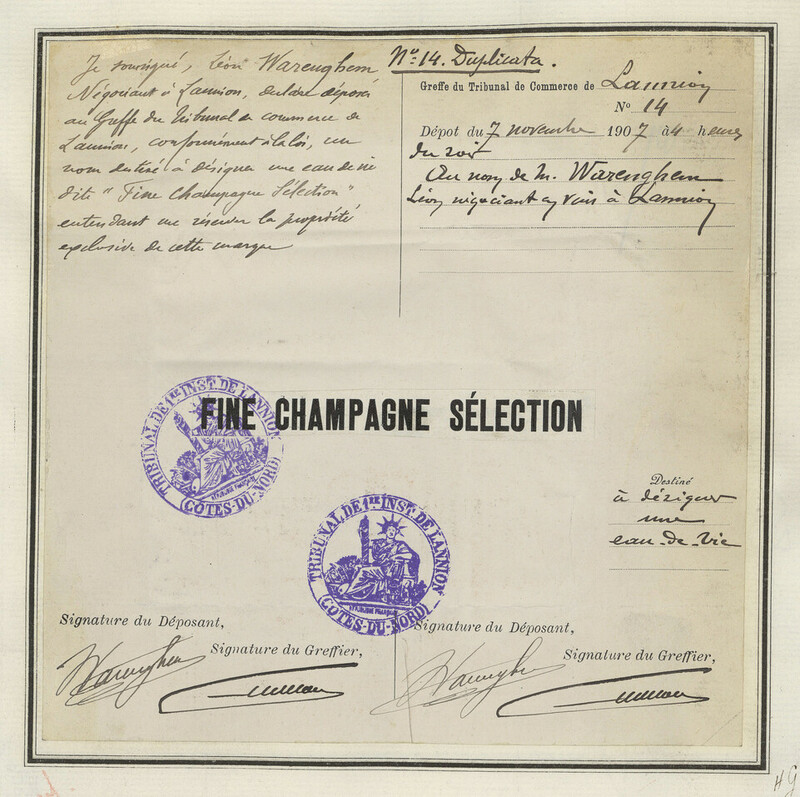 Je soussigné, Léon Warenghem
Négociant à Lannion, déclare déposer
au Greffe du Tribunal de commerce de
Lannion, conformément à la loi, un
nom destiné à désigner une eau de vie
dite " Fine Champagne Sélection "
entendant me réserver la propriété
exclusive de cette marque
No. 14. Duplicata.
Greffe du Tribunal de Commerce de Lannion
No 14
Dépot du 7 novembre 1907 à 4 heures
du soir
Au nom de M. Warenghem
Léon négociant en vins à Lannion
FINE CHAMPAGNE SÉLECTION
TRIBUNAL DE 1RE INST. DE LANNION
(CÔTES-DU-NORD)
TRIBUNAL DE 1RE INST. DE LANNION
(CÔTES-DU-NORD)
Destiné
à désigner
une
eau-de-vie
Signature du Déposant,
Signature du Greffier,
Warenghem
Signature du Déposant,
Signature du Greffier,
Warenghem
HG